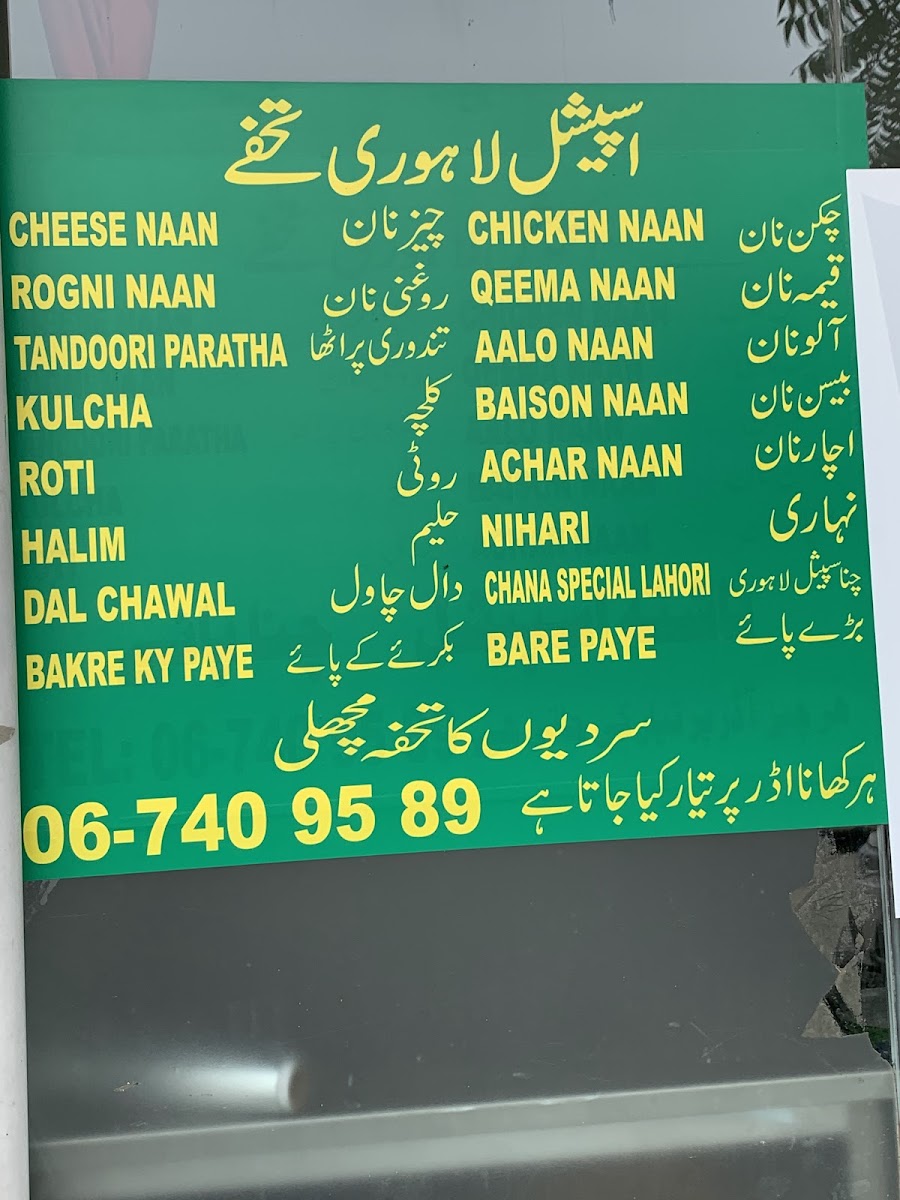 اسپیشل لاہوری تحفے
CHEESE NAAN چیز نان CHICKEN NAAN چکن نان
ROGNI NAAN روغنی نان QEEMA NAAN قیمہ نان
TANDOORI PARATHA تندوری پراٹھا AALO NAAN آلو نان
KULCHA کلچہ BAISON NAAN بیسن نان
ROTI روٹی ACHAR NAAN اچار نان
HALIM حلیم NIHARI نہاری
DAL CHAWAL دال چاول CHANA SPECIAL LAHORI چنا سپیشل لاہوری
BAKRE KY PAYE بکرئے کے پائے BARE PAYE بڑے پائے
سردیوں کا تحفہ مچھلی
06-740 95 89 ہر کھانا اڈر پر تیار کیا جاتا ہے